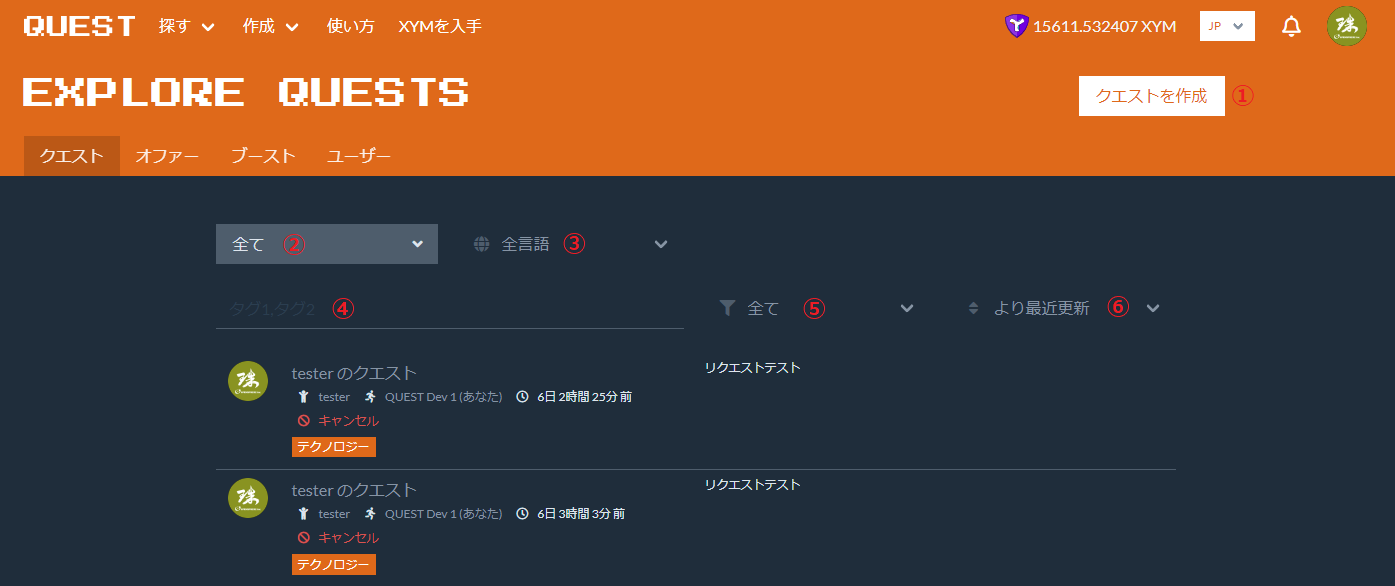 QUEST 探す 作成 使い方 XYMを入手 15611.532407 XYM JP 珠
EXPLORE QUESTS クエストを作成 ①
クエスト オファー ブースト ユーザー
全て ② 全言語 ③
タグ1,タグ2 ④ 全て ⑤ より最近更新 ⑥
tester のクエスト リクエストテスト
tester QUEST Dev 1 (あなた) 6日 2時間 25分 前
キャンセル
テクノロジー
tester のクエスト リクエストテスト
tester QUEST Dev 1 (あなた) 6日 3時間 3分 前
キャンセル
テクノロジー